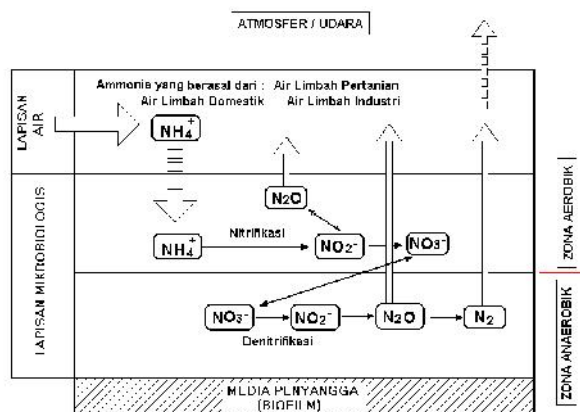 ATMOSFER / UDARA
Ammonia yang berasal dari : Air Limbah Pertanian
Air Limbah Domestik Air Limbah Industri
LAPISAN
AIR
NH₄⁺
N₂O
NH₄⁺
Nitrifikasi
NO₂⁻
NO₃⁻
ZONA AEROBIK
LAPISAN MIKROBIOLOGIS
NO₃⁻
NO₂⁻
N₂O
N₂
Denitrifikasi
ZONA ANAEROBIK
MEDIA PENYANGGA
(BIOFILM)